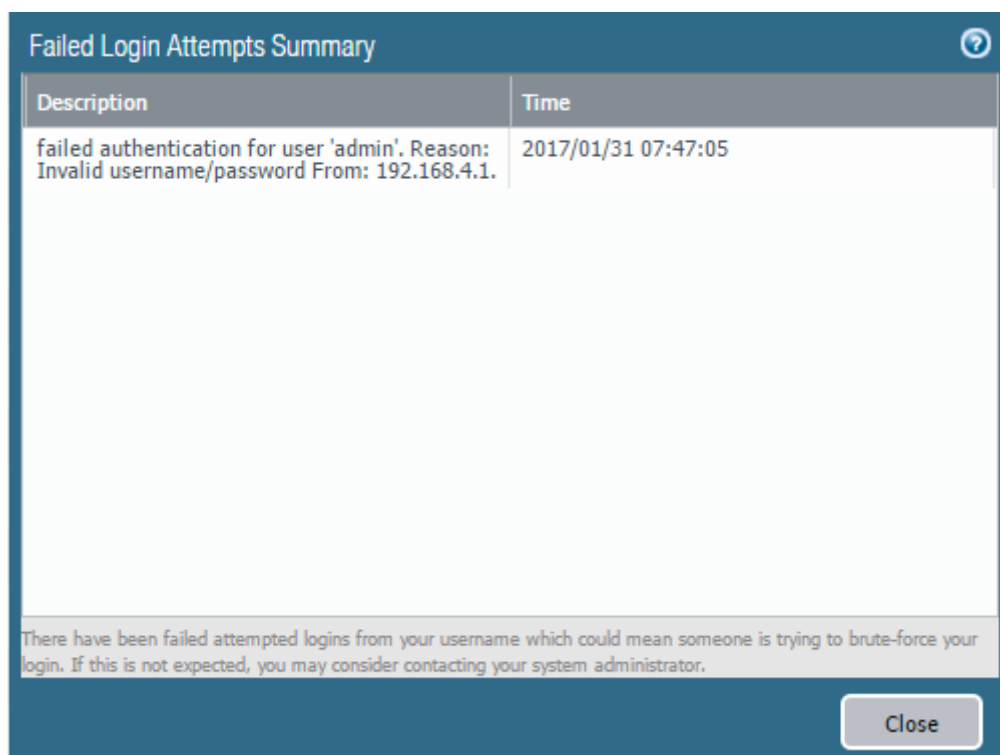 Failed Login Attempts Summary
Description Time
failed authentication for user 'admin'. Reason: 2017/01/31 07:47:05
Invalid username/password From: 192.168.4.1.
There have been failed attempted logins from your username which could mean someone is trying to brute-force your
login. If this is not expected, you may consider contacting your system administrator.
Close